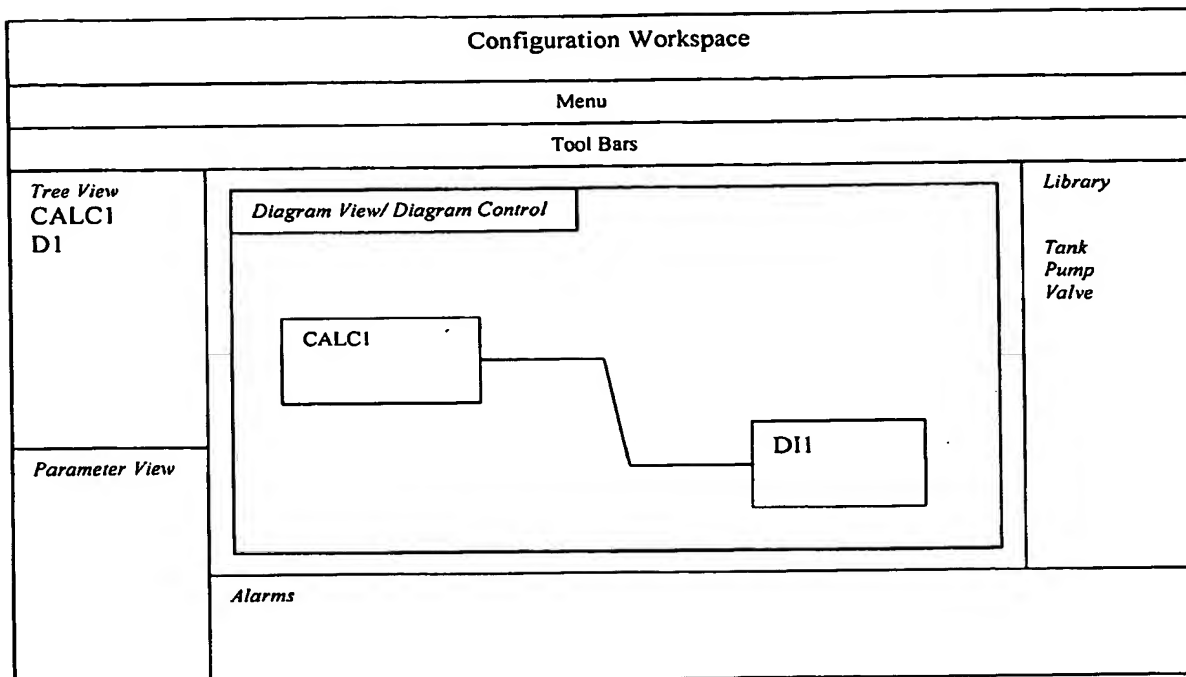 Configuration Workspace
Menu
Tool Bars
Tree View
CALC1
D1
Diagram View/ Diagram Control
CALC1
DI1
Library
Tank
Pump
Valve
Parameter View
Alarms